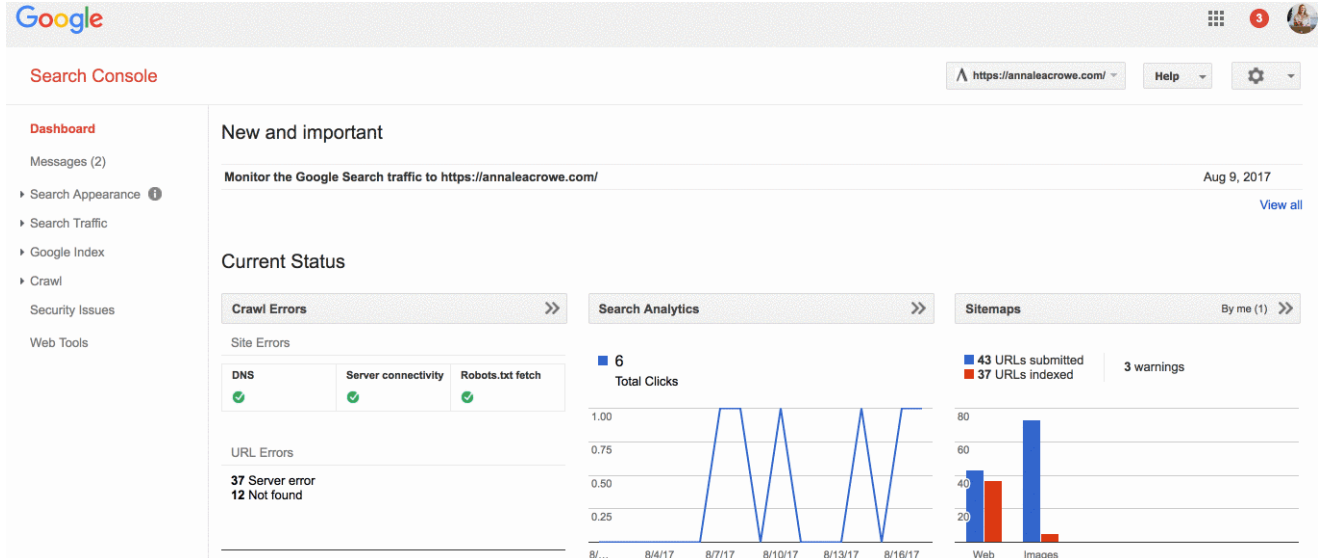 Google
3
Search Console
https://annaleacrowe.com/
Help
Dashboard
Messages (2)
Search Appearance
Search Traffic
Google Index
Crawl
Security Issues
Web Tools
New and important
Monitor the Google Search traffic to https://annaleacrowe.com/ Aug 9, 2017
View all
Current Status
Crawl Errors
Site Errors
DNS Server connectivity Robots.txt fetch
URL Errors
37 Server error
12 Not found
Search Analytics
6
Total Clicks
1.00
0.75
0.50
0.25
8/... 8/4/17 8/7/17 8/10/17 8/13/17 8/16/17
Sitemaps By me (1)
43 URLs submitted
37 URLs indexed
3 warnings
80
60
40
20
Web Images